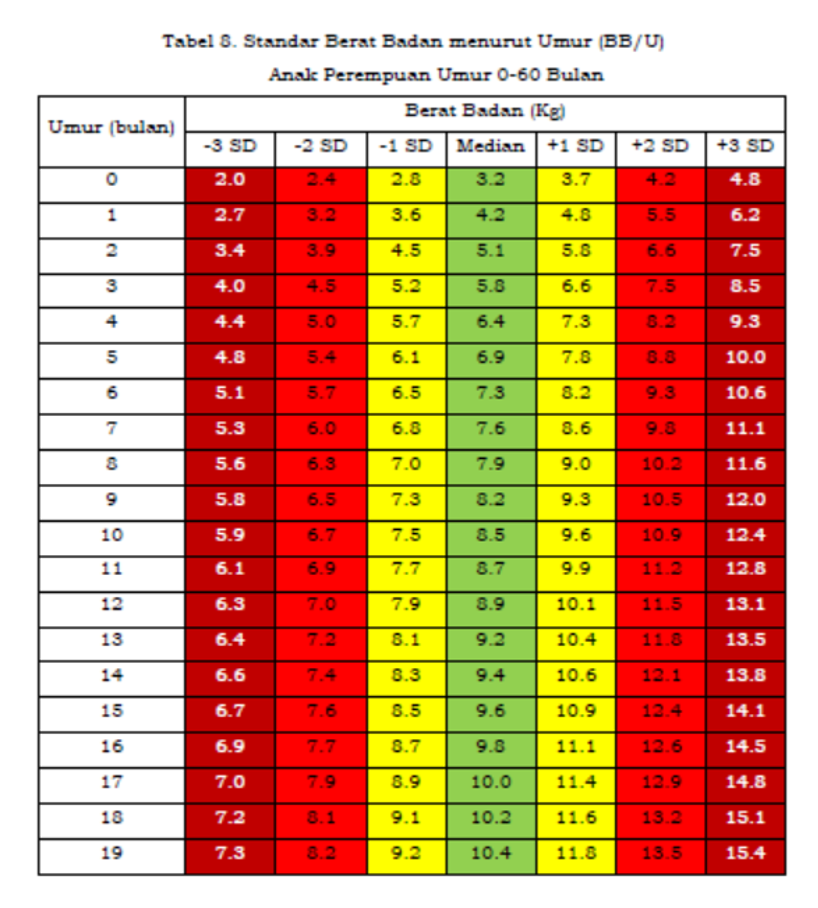 Tabel 8. Standar Berat Badan menurut Umur (BB/U)
Anak Perempuan Umur 0-60 Bulan
Umur (bulan) Berat Badan (Kg)
-3 SD -2 SD -1 SD Median +1 SD +2 SD +3 SD
0 2.0 2.4 2.8 3.2 3.7 4.2 4.8
1 2.7 3.2 3.6 4.2 4.8 5.5 6.2
2 3.4 3.9 4.5 5.1 5.8 6.6 7.5
3 4.0 4.5 5.2 5.8 6.6 7.5 8.5
4 4.4 5.0 5.7 6.4 7.3 8.2 9.3
5 4.8 5.4 6.1 6.9 7.8 8.8 10.0
6 5.1 5.7 6.5 7.3 8.2 9.3 10.6
7 5.3 6.0 6.8 7.6 8.6 9.8 11.1
8 5.6 6.3 7.0 7.9 9.0 10.2 11.6
9 5.8 6.5 7.3 8.2 9.3 10.5 12.0
10 5.9 6.7 7.5 8.5 9.6 10.9 12.4
11 6.1 6.9 7.7 8.7 9.9 11.2 12.8
12 6.3 7.0 7.9 8.9 10.1 11.5 13.1
13 6.4 7.2 8.1 9.2 10.4 11.8 13.5
14 6.6 7.4 8.3 9.4 10.6 12.1 13.8
15 6.7 7.6 8.5 9.6 10.9 12.4 14.1
16 6.9 7.7 8.7 9.8 11.1 12.6 14.5
17 7.0 7.9 8.9 10.0 11.4 12.9 14.8
18 7.2 8.1 9.1 10.2 11.6 13.2 15.1
19 7.3 8.2 9.2 10.4 11.8 13.5 15.4